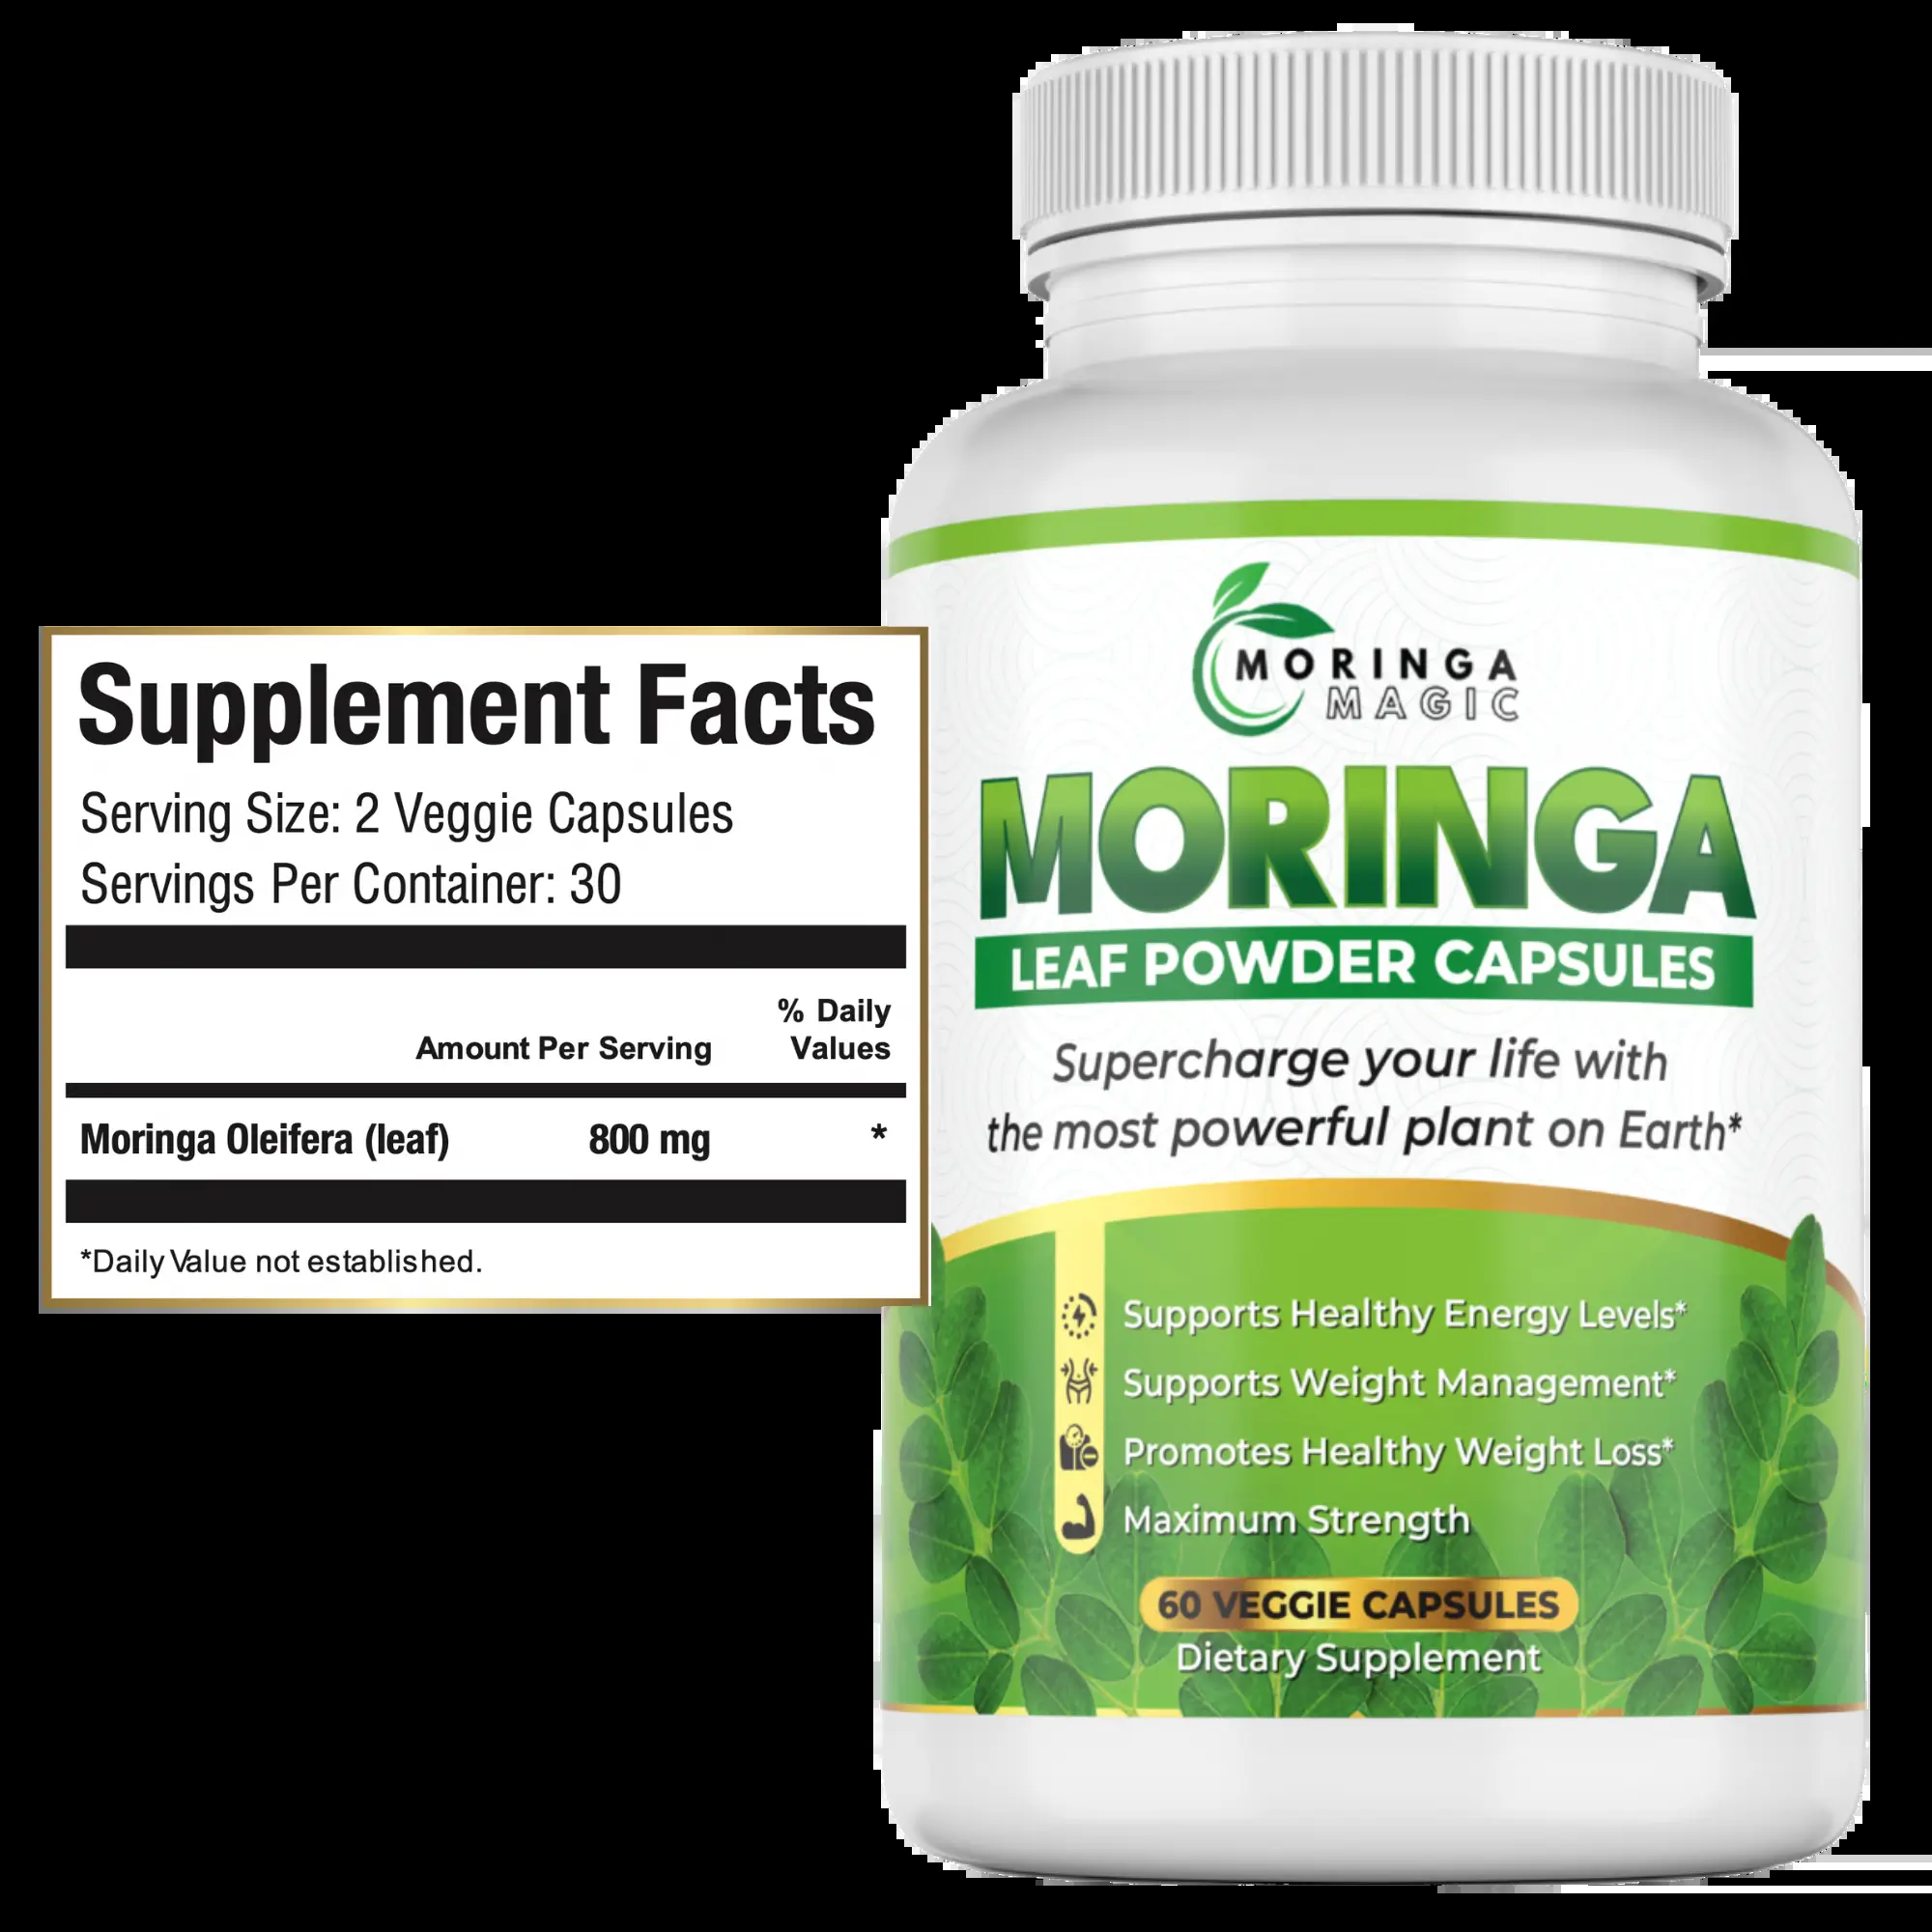 Supplement Facts
Serving Size: 2 Veggie Capsules
Servings Per Container: 30
% Daily
Amount Per Serving Values
Moringa Oleifera (leaf) 800 mg *
*Daily Value not established.
MORINGA
MAGIC
MORINGA
LEAF POWDER CAPSULES
Supercharge your life with
the most powerful plant on Earth*
Supports Healthy Energy Levels*
Supports Weight Management*
Promotes Healthy Weight Loss*
Maximum Strength
60 VEGGIE CAPSULES
Dietary Supplement